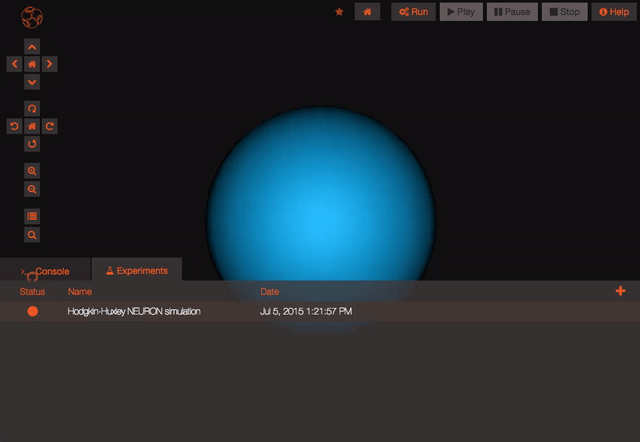 Run Play Pause Stop Help
Console Experiments
Status Name Date
Hodgkin-Huxley NEURON simulation Jul 5, 2015 1:21:57 PM